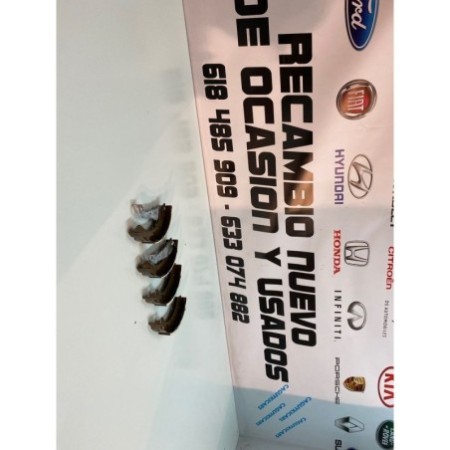 RECAMBIO NUEVO
DE OCASION Y USADOS
618 485 909 - 633 074 882
Ford
FIAT
HYUNDAI
HONDA
INFINITI.
PORSCHE
CITROËN
KIA